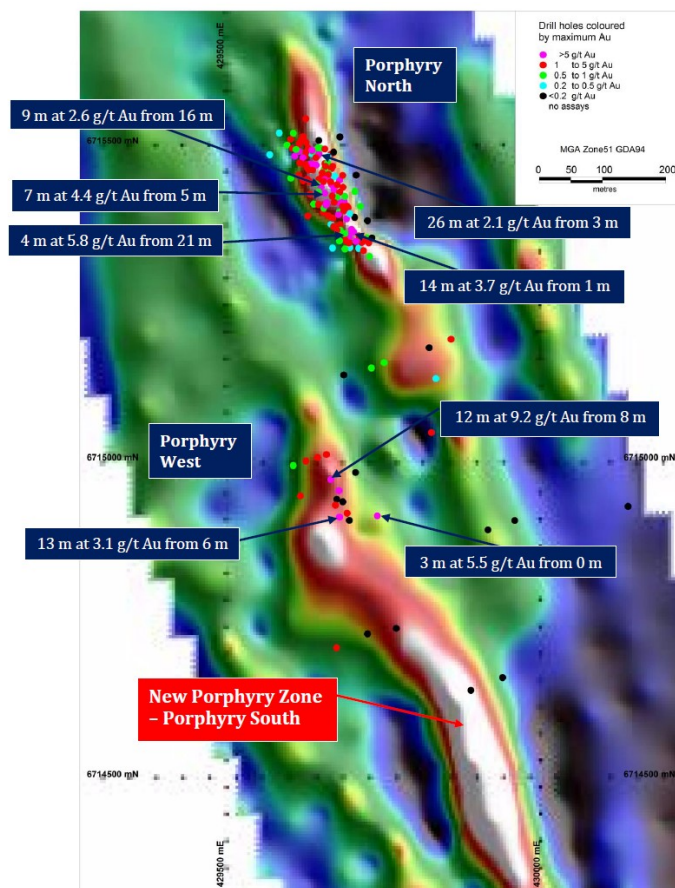 Drill holes coloured
by maximum Au
>5 g/t Au
1 to 5 g/t Au
0.5 to 1 g/t Au
0.2 to 0.5 g/t Au
<0.2 g/t Au
no assays
MGA Zone51 GDA94
0 50 100 200
metres
429500 mE
430000 mE
Porphyry
North
9 m at 2.6 g/t Au from 16 m
6715500 mN
7 m at 4.4 g/t Au from 5 m
26 m at 2.1 g/t Au from 3 m
4 m at 5.8 g/t Au from 21 m
14 m at 3.7 g/t Au from 1 m
12 m at 9.2 g/t Au from 8 m
Porphyry
West
6715000 mN
6715000 mN
13 m at 3.1 g/t Au from 6 m
3 m at 5.5 g/t Au from 0 m
New Porphyry Zone
– Porphyry South
6714500 mN
6714500 mN
429500 mE
430000 mE